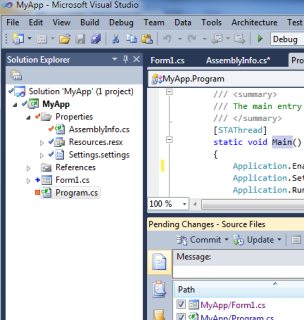 MyApp - Microsoft Visual Studio
File Edit View Build Team Data Tools Architecture Test
Debug
Solution Explorer
Form1.cs AssemblyInfo.cs*
MyApp.Program
Solution 'MyApp' (1 project)
MyApp
Properties
AssemblyInfo.cs
Resources.resx
Settings.settings
References
Form1.cs
Program.cs
/// <summary>
/// The main entry
/// </summary>
[STAThread]
static void Main()
{
Application.Ena
Application.Set
Application.Ru
100 %
Pending Changes - Source Files
Commit Update
Message:
Path
MyApp/Form1.cs
MyApp/Program.cs